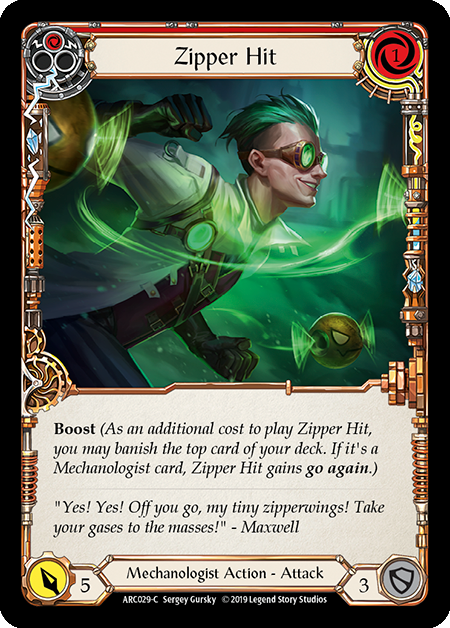 Zipper Hit
1
Boost (As an additional cost to play Zipper Hit,
you may banish the top card of your deck. If it's a
Mechanologist card, Zipper Hit gains go again.)
"Yes! Yes! Off you go, my tiny zipperwings! Take
your gases to the masses!" - Maxwell
5
Mechanologist Action - Attack
3
ARC029-C Sergey Gursky © 2019 Legend Story Studios